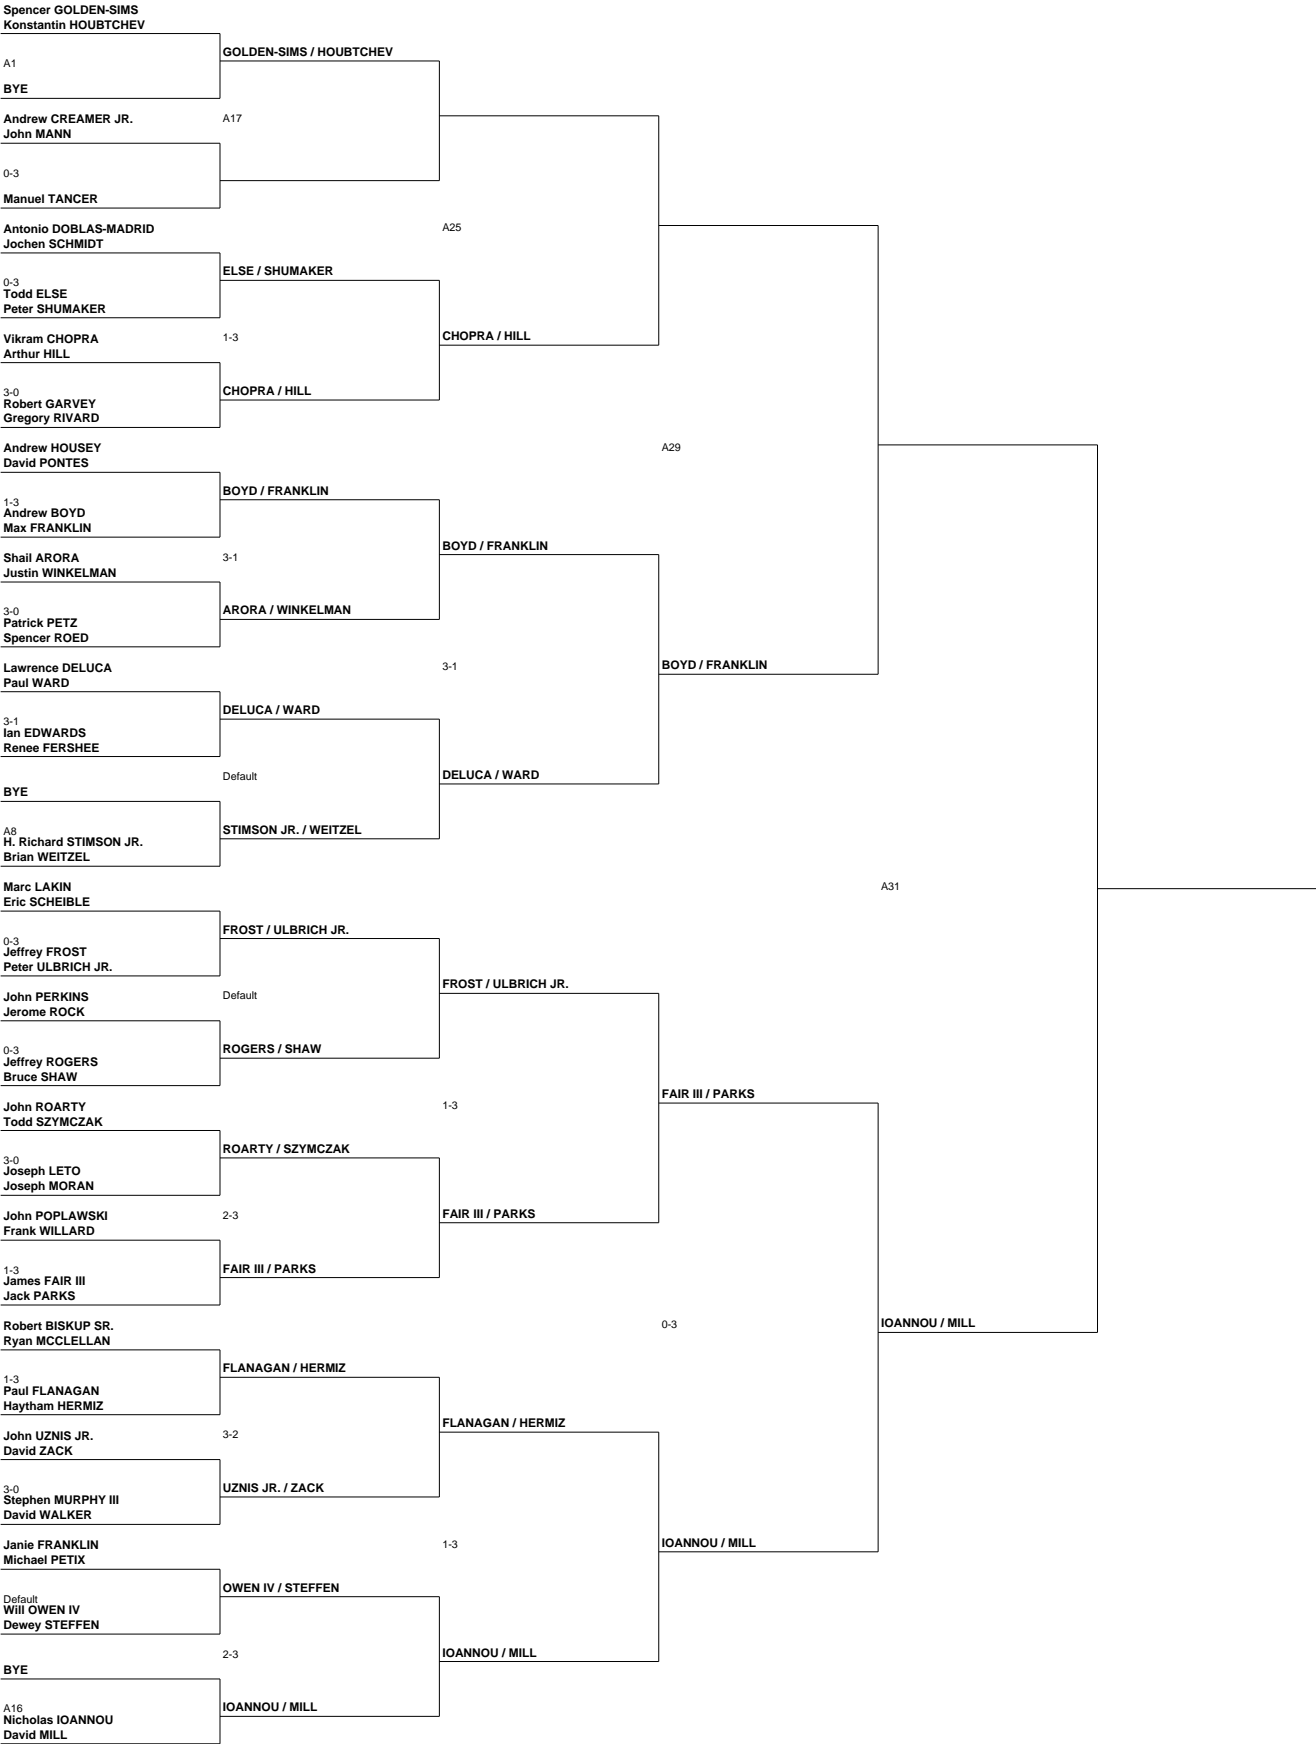 Spencer GOLDEN-SIMS
Konstantin HOUBTCHEV
GOLDEN-SIMS / HOUBTCHEV
A1
BYE
Andrew CREAMER JR.
A17
John MANN
0-3
Manuel TANCER
Antonio DOBLAS-MADRID
A25
Jochen SCHMIDT
ELSE / SHUMAKER
0-3
Todd ELSE
Peter SHUMAKER
Vikram CHOPRA
1-3
CHOPRA / HILL
Arthur HILL
3-0
CHOPRA / HILL
Robert GARVEY
Gregory RIVARD
Andrew HOUSEY
A29
David PONTES
BOYD / FRANKLIN
1-3
Andrew BOYD
Max FRANKLIN
BOYD / FRANKLIN
Shail ARORA
3-1
Justin WINKELMAN
3-0
ARORA / WINKELMAN
Patrick PETZ
Spencer ROED
Lawrence DELUCA
3-1
BOYD / FRANKLIN
Paul WARD
DELUCA / WARD
3-1
Ian EDWARDS
Renee FERSHEE
Default
DELUCA / WARD
BYE
A8
STIMSON JR. / WEITZEL
H. Richard STIMSON JR.
Brian WEITZEL
Marc LAKIN
A31
Eric SCHEIBLE
FROST / ULBRICH JR.
0-3
Jeffrey FROST
Peter ULBRICH JR.
FROST / ULBRICH JR.
John PERKINS
Default
Jerome ROCK
0-3
ROGERS / SHAW
Jeffrey ROGERS
Bruce SHAW
FAIR III / PARKS
John ROARTY
1-3
Todd SZYMCZAK
ROARTY / SZYMCZAK
3-0
Joseph LETO
Joseph MORAN
John POPLAWSKI
2-3
FAIR III / PARKS
Frank WILLARD
1-3
FAIR III / PARKS
James FAIR III
Jack PARKS
Robert BISKUP SR.
0-3
IOANNOU / MILL
Ryan MCCLELLAN
FLANAGAN / HERMIZ
1-3
Paul FLANAGAN
Haytham HERMIZ
FLANAGAN / HERMIZ
John UZNIS JR.
3-2
David ZACK
3-0
UZNIS JR. / ZACK
Stephen MURPHY III
David WALKER
Janie FRANKLIN
1-3
IOANNOU / MILL
Michael PETIX
OWEN IV / STEFFEN
Default
Will OWEN IV
Dewey STEFFEN
2-3
IOANNOU / MILL
BYE
A16
IOANNOU / MILL
Nicholas IOANNOU
David MILL